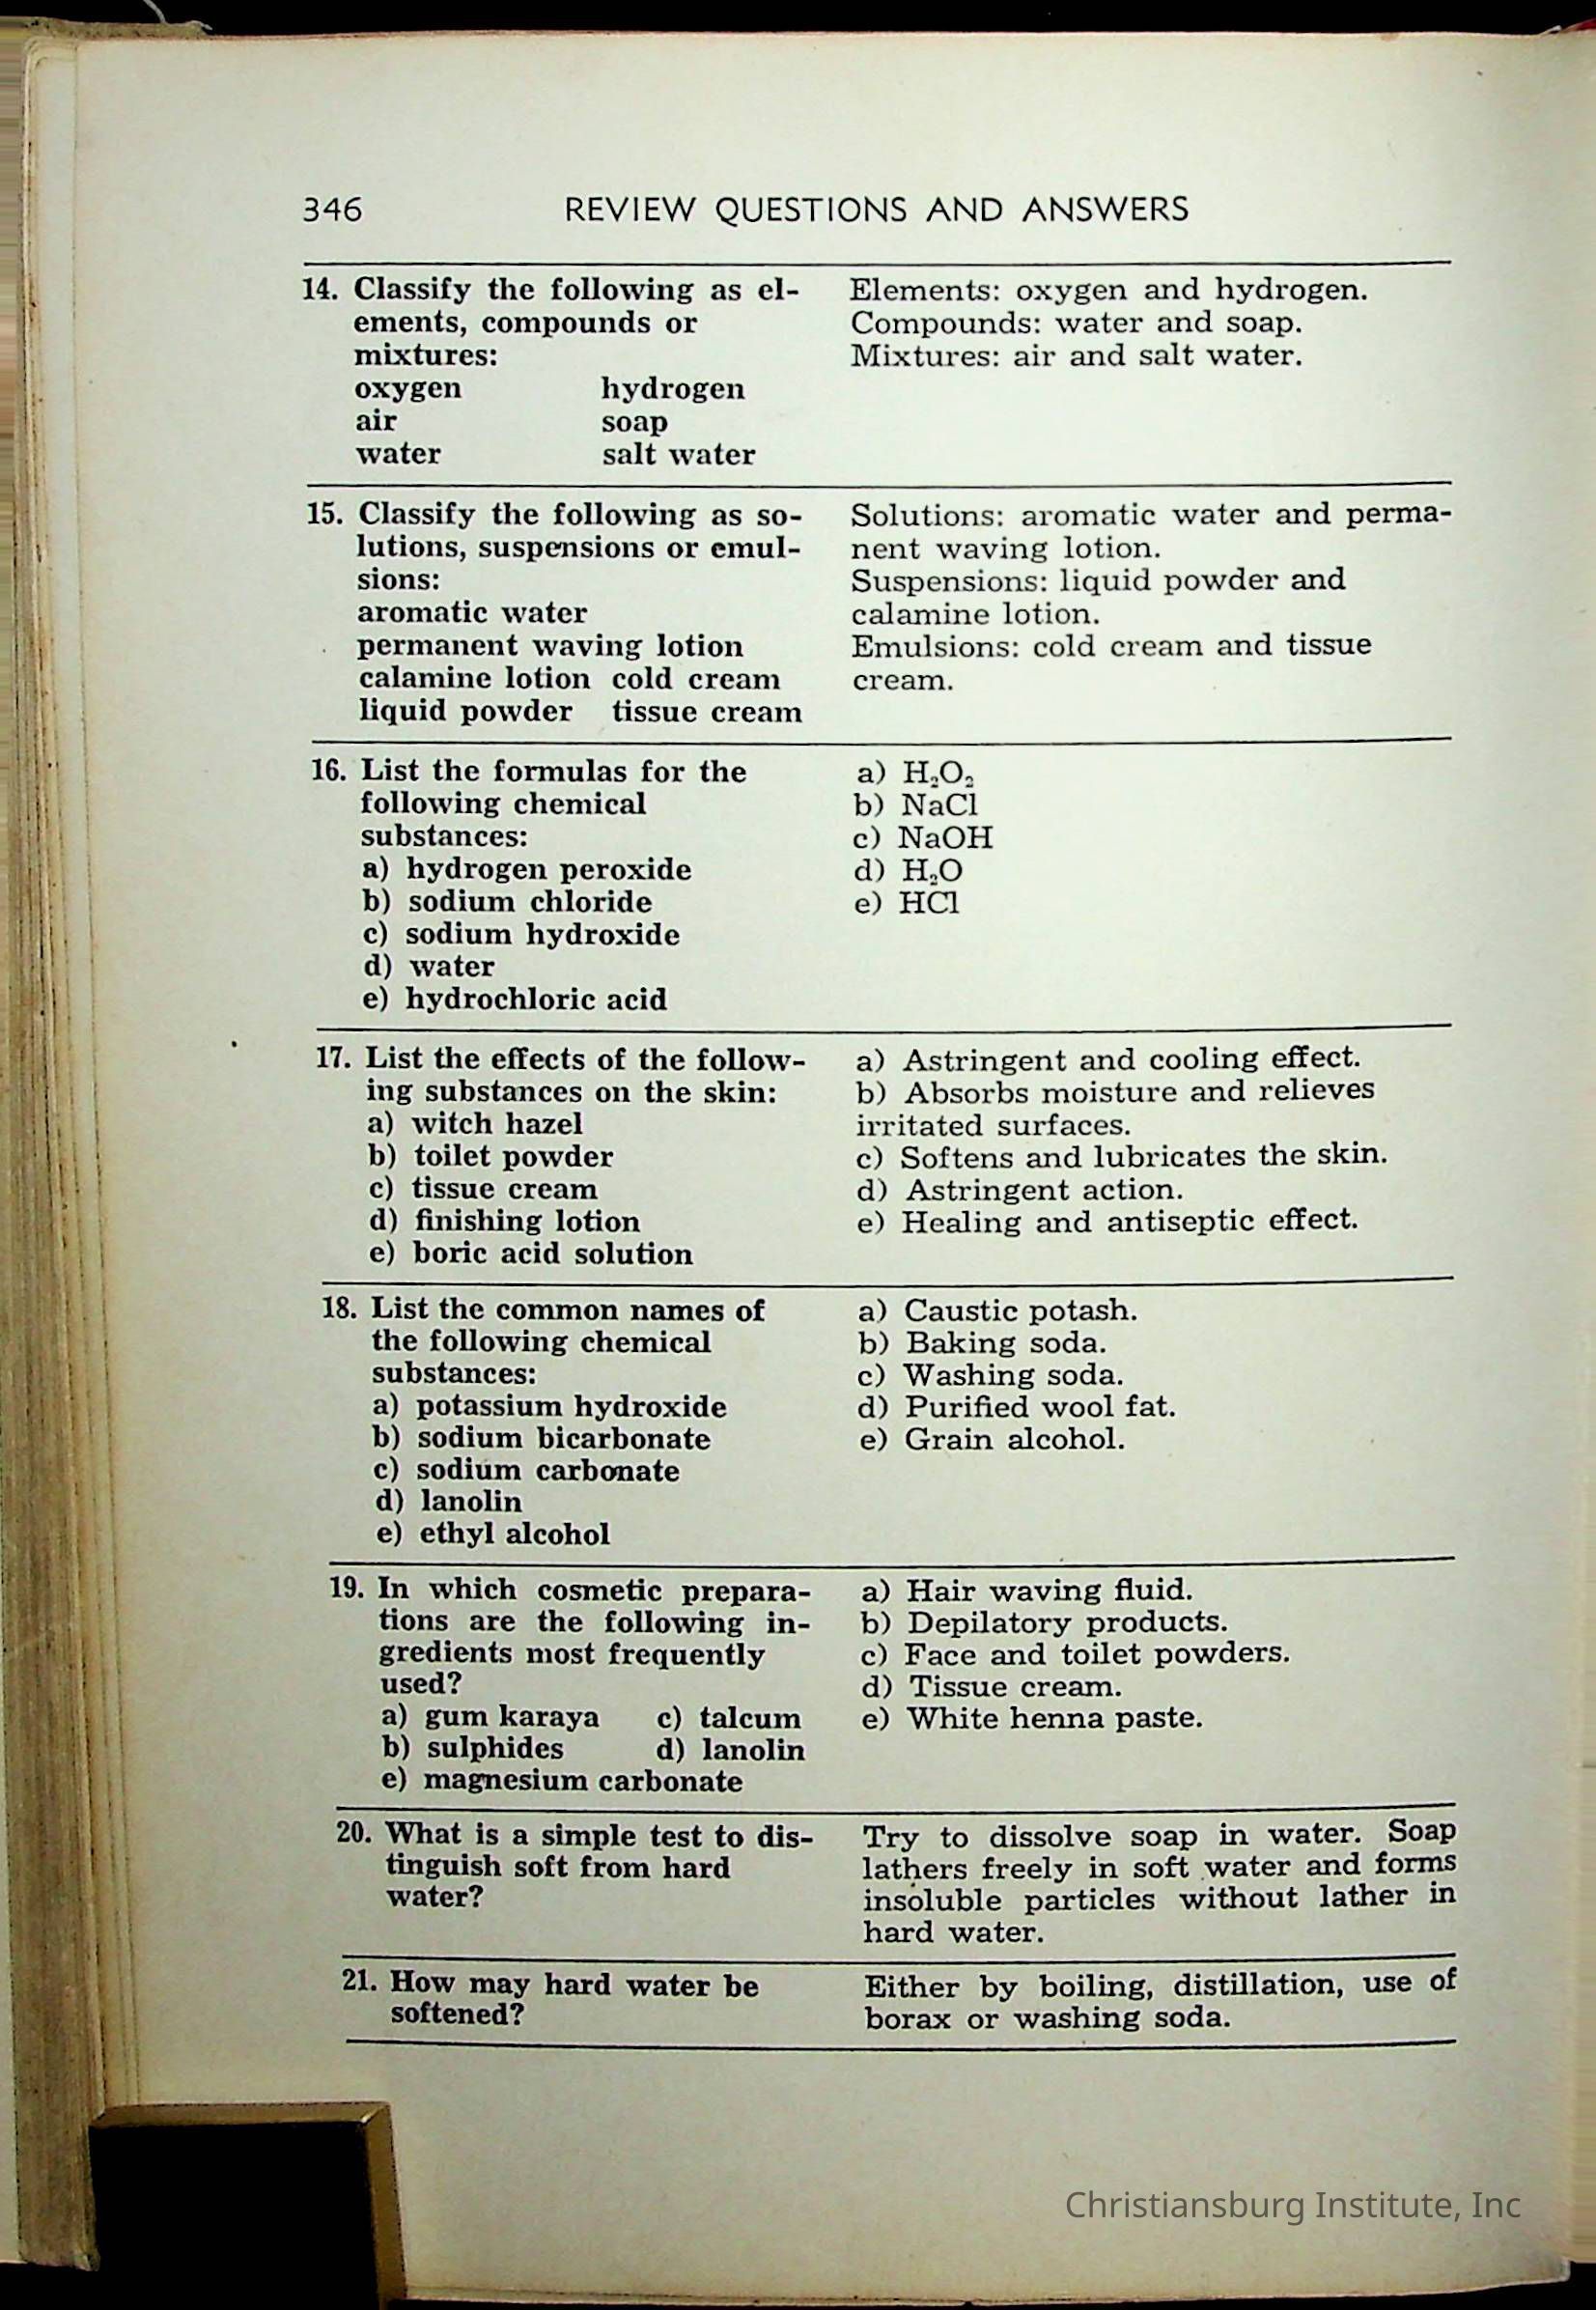 346 REVIEW QUESTIONS AND ANSWERS
14. Classify the following as el-
ements, compounds or
mixtures:
oxygen hydrogen
air soap
water salt water
Elements: oxygen and hydrogen.
Compounds: water and soap.
Mixtures: air and salt water.
15. Classify the following as so-
lutions, suspensions or emul-
sions:
aromatic water
permanent waving lotion
calamine lotion cold cream
liquid powder tissue cream
Solutions: aromatic water and perma-
nent waving lotion.
Suspensions: liquid powder and
calamine lotion.
Emulsions: cold cream and tissue
cream.
16. List the formulas for the
following chemical
substances:
a) hydrogen peroxide
b) sodium chloride
c) sodium hydroxide
d) water
e) hydrochloric acid
a) H₂O₂
b) NaCl
c) NaOH
d) H₂O
e) HCl
17. List the effects of the follow-
ing substances on the skin:
a) witch hazel
b) toilet powder
c) tissue cream
d) finishing lotion
e) boric acid solution
a) Astringent and cooling effect.
b) Absorbs moisture and relieves
irritated surfaces.
c) Softens and lubricates the skin.
d) Astringent action.
e) Healing and antiseptic effect.
18. List the common names of
the following chemical
substances:
a) potassium hydroxide
b) sodium bicarbonate
c) sodium carbonate
d) lanolin
e) ethyl alcohol
a) Caustic potash.
b) Baking soda.
c) Washing soda.
d) Purified wool fat.
e) Grain alcohol.
19. In which cosmetic prepara-
tions are the following in-
gredients most frequently
used?
a) gum karaya c) talcum
b) sulphides d) lanolin
e) magnesium carbonate
a) Hair waving fluid.
b) Depilatory products.
c) Face and toilet powders.
d) Tissue cream.
e) White henna paste.
20. What is a simple test to dis-
tinguish soft from hard
water?
Try to dissolve soap in water. Soap
lathers freely in soft water and forms
insoluble particles without lather in
hard water.
21. How may hard water be
softened?
Either by boiling, distillation, use of
borax or washing soda.
Christiansburg Institute, Inc